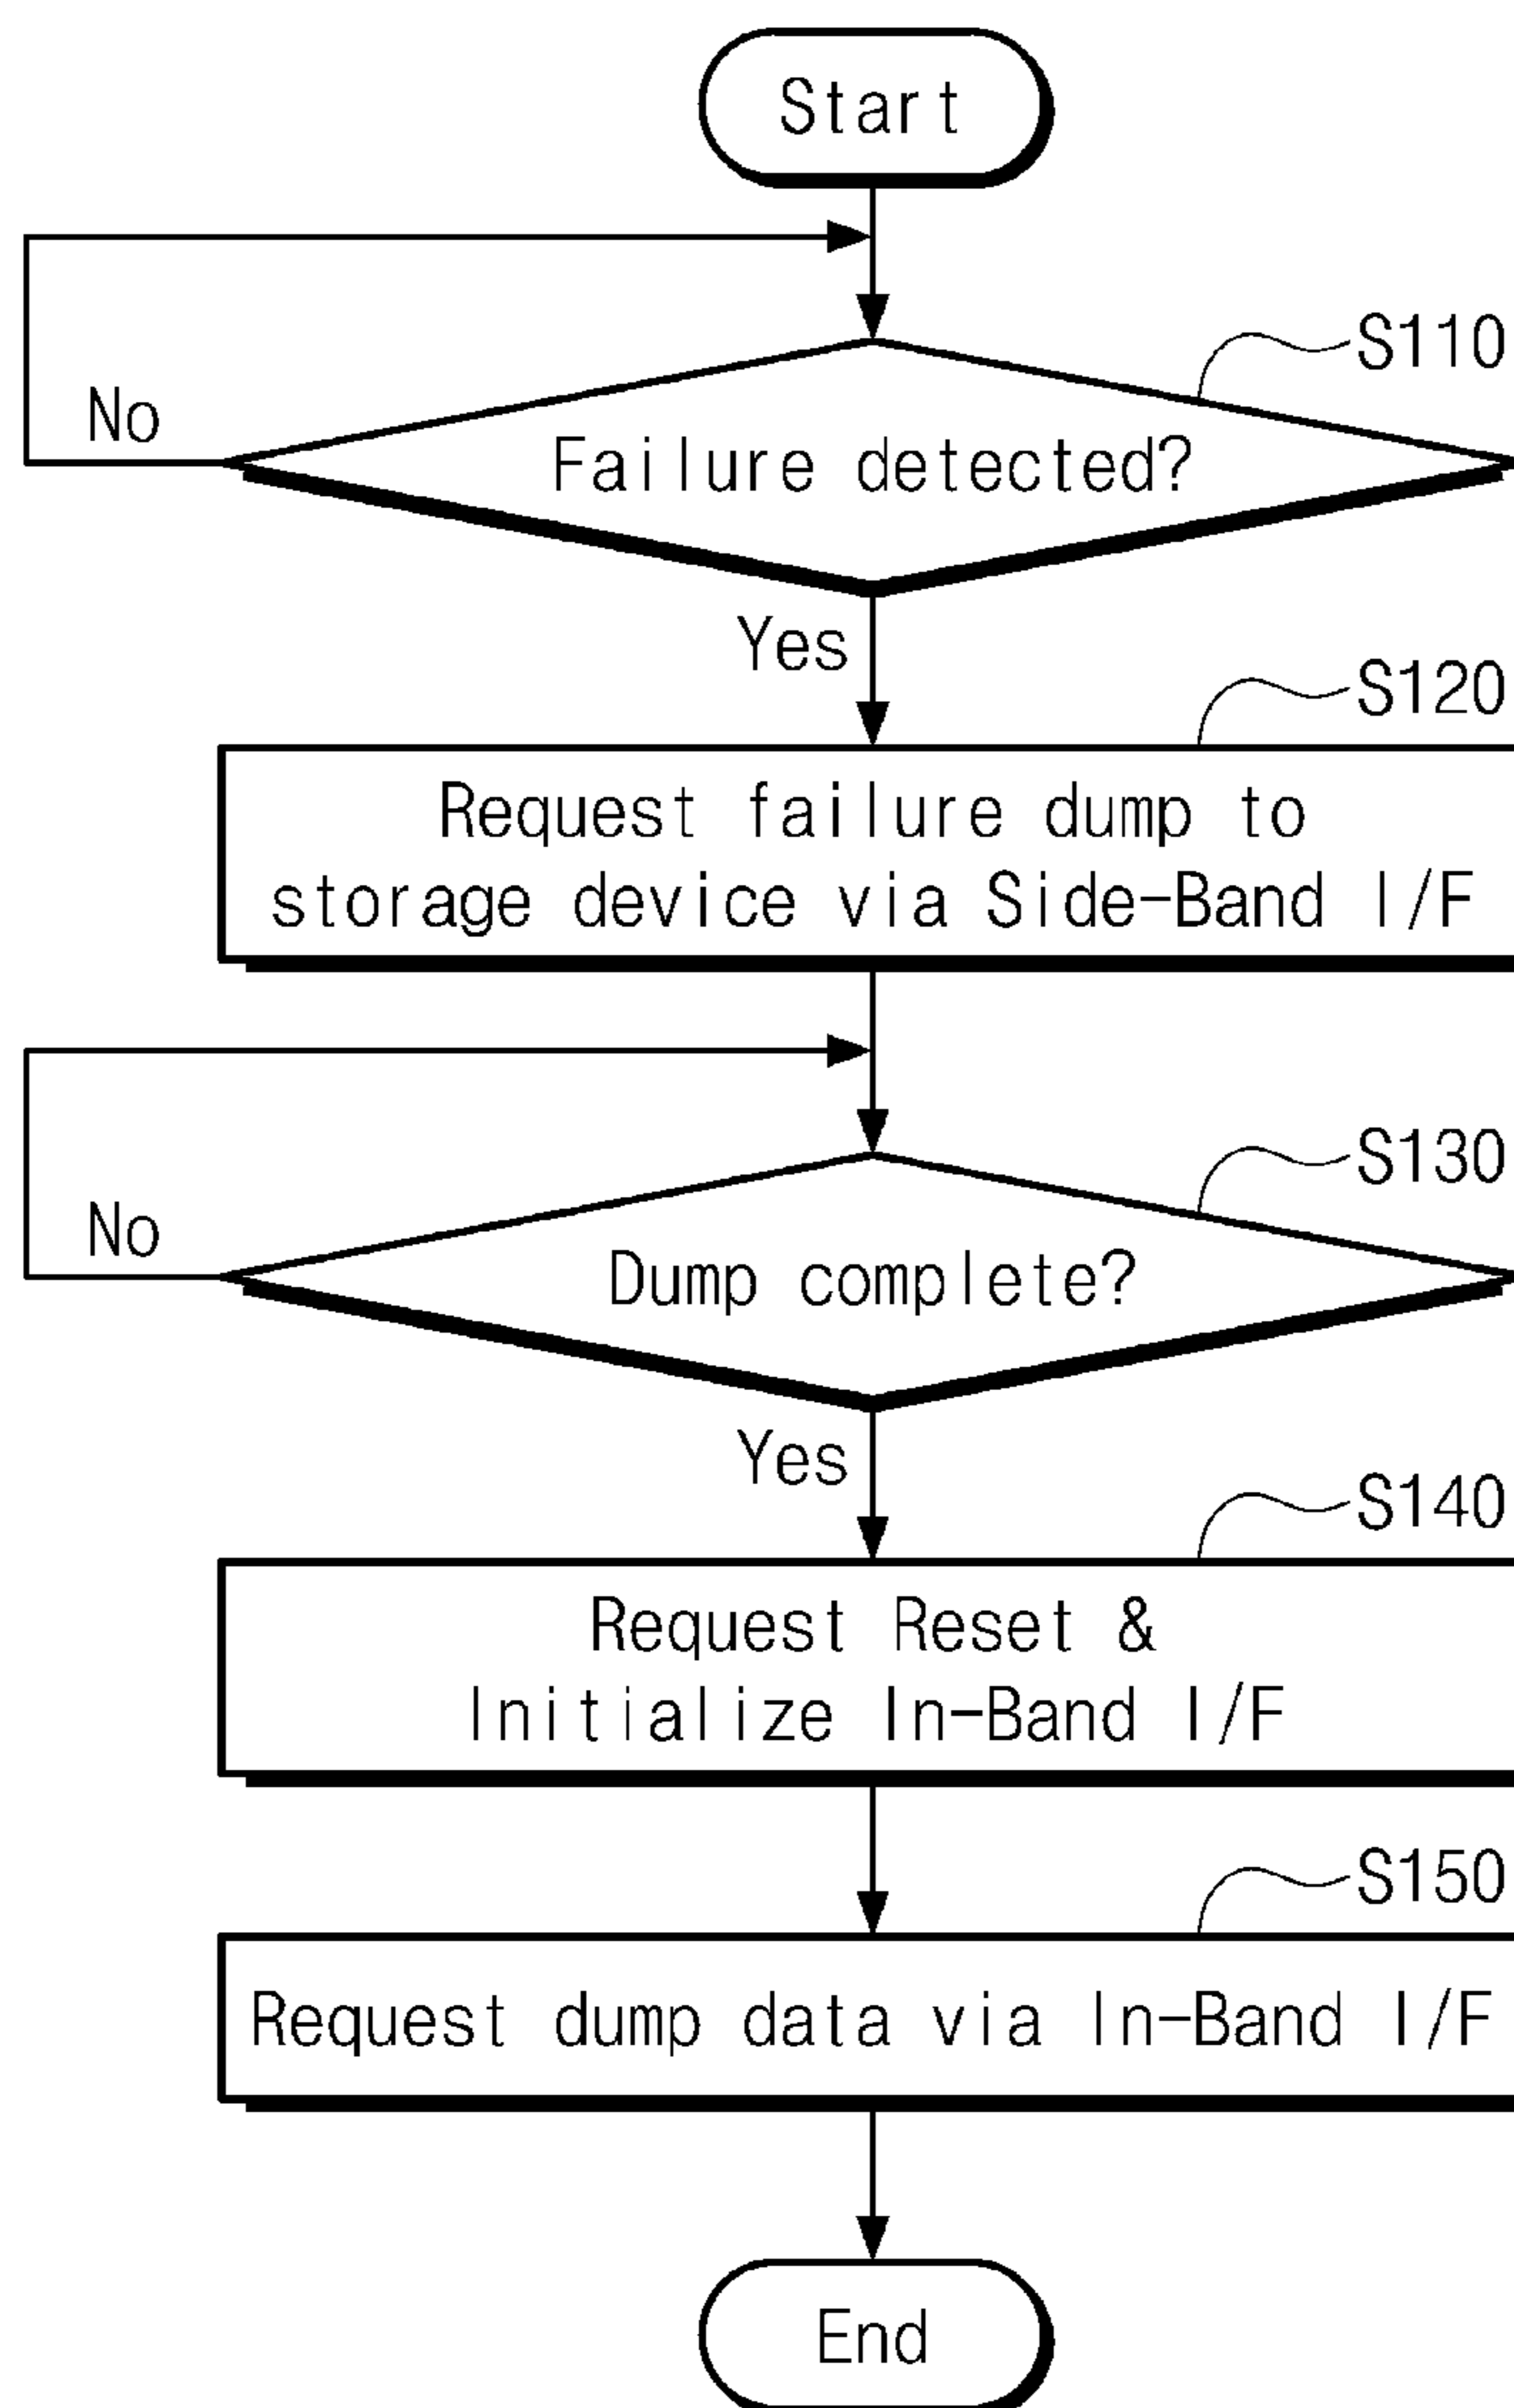 Start
S110
No
Failure detected?
Yes
S120
Request failure dump to
storage device via Side-Band I/F
S130
No
Dump complete?
Yes
S140
Request Reset &
Initialize In-Band I/F
S150
Request dump data via In-Band I/F
End